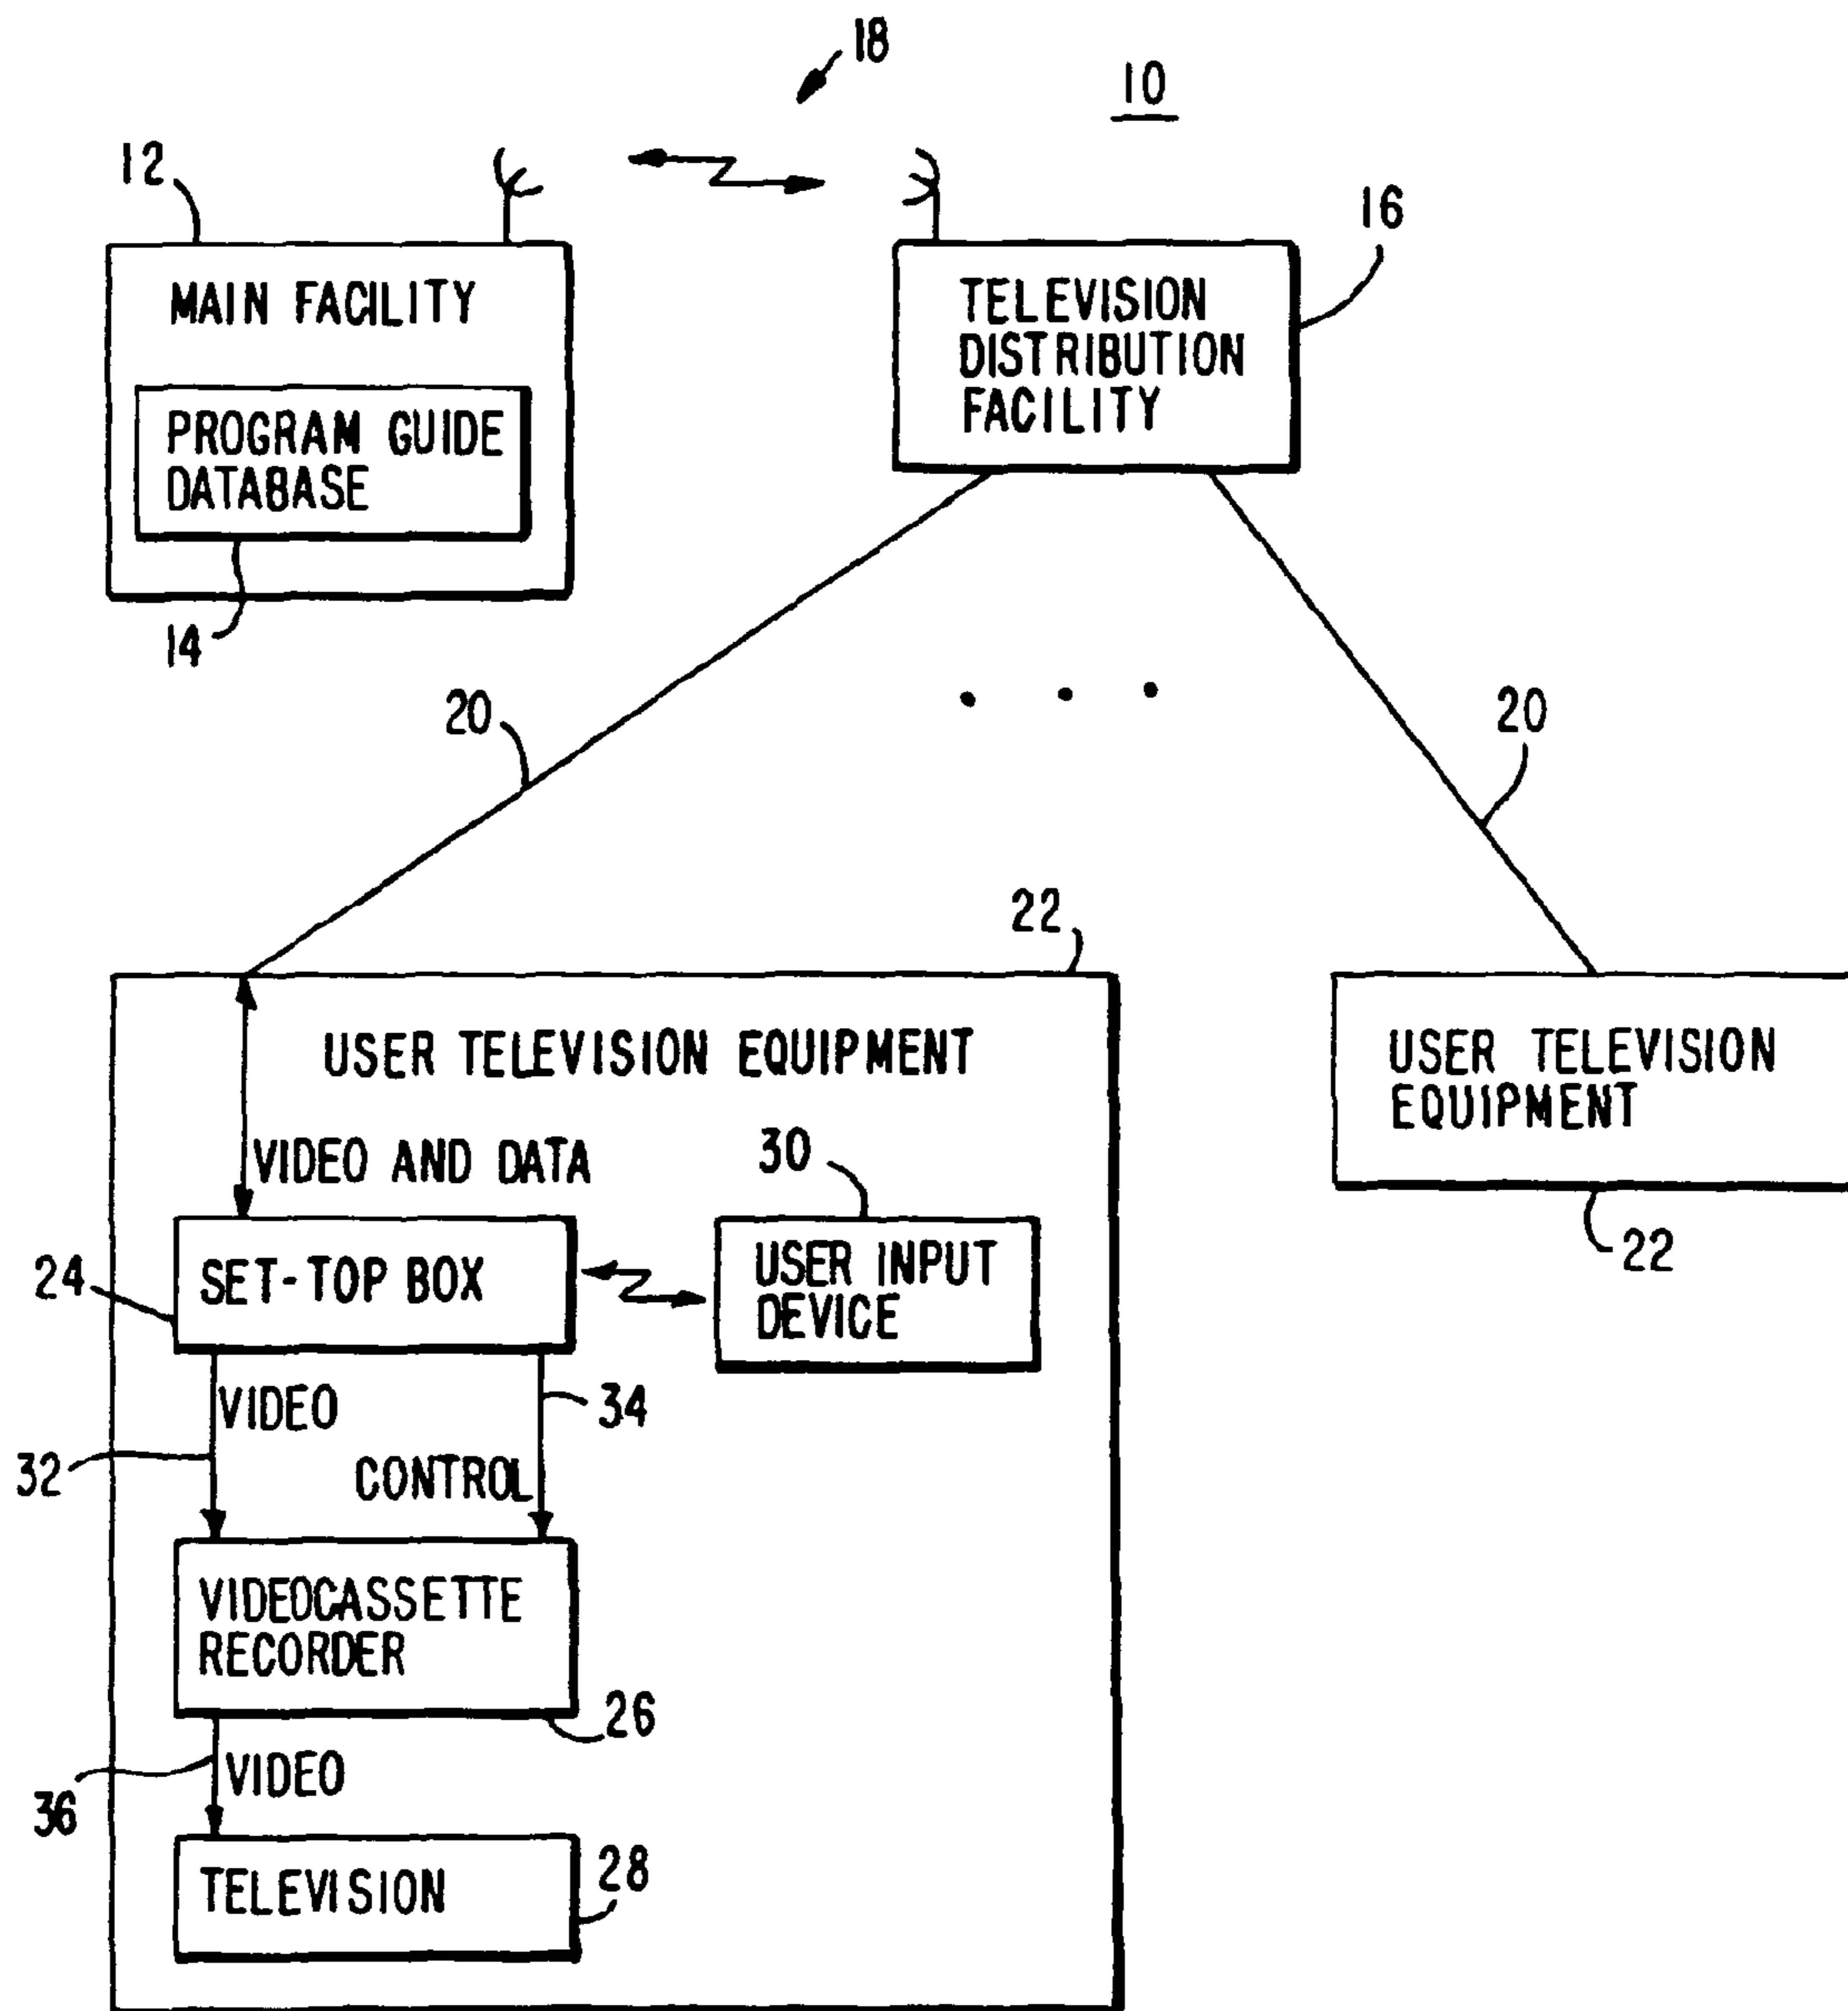 18
10
12
16
MAIN FACILITY
TELEVISION
DISTRIBUTION
FACILITY
PROGRAM GUIDE
DATABASE
14
20
20
22
USER TELEVISION EQUIPMENT
USER TELEVISION
EQUIPMENT
VIDEO AND DATA
30
22
24
SET-TOP BOX
USER INPUT
DEVICE
VIDEO
34
32
CONTROL
VIDEOCASSETTE
RECORDER
26
VIDEO
36
TELEVISION
28